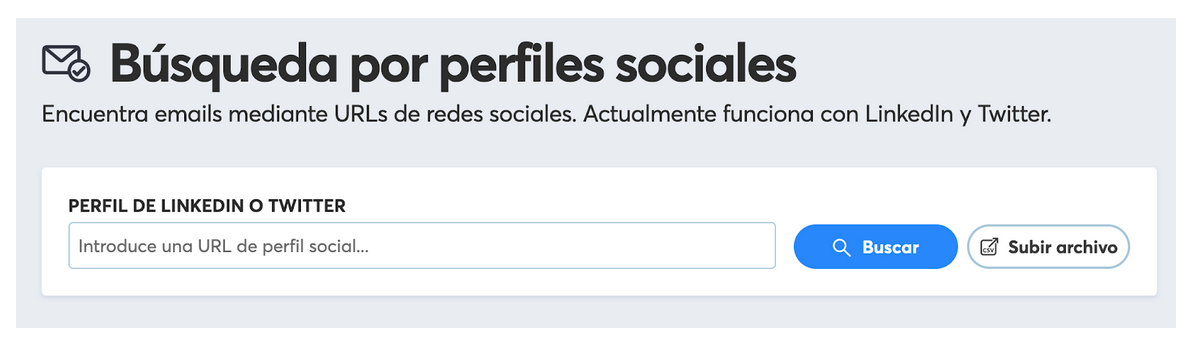 Búsqueda por perfiles sociales
Encuentra emails mediante URLs de redes sociales. Actualmente funciona con LinkedIn y Twitter.
PERFIL DE LINKEDIN O TWITTER
Introduce una URL de perfil social...
Buscar
CSV
Subir archivo